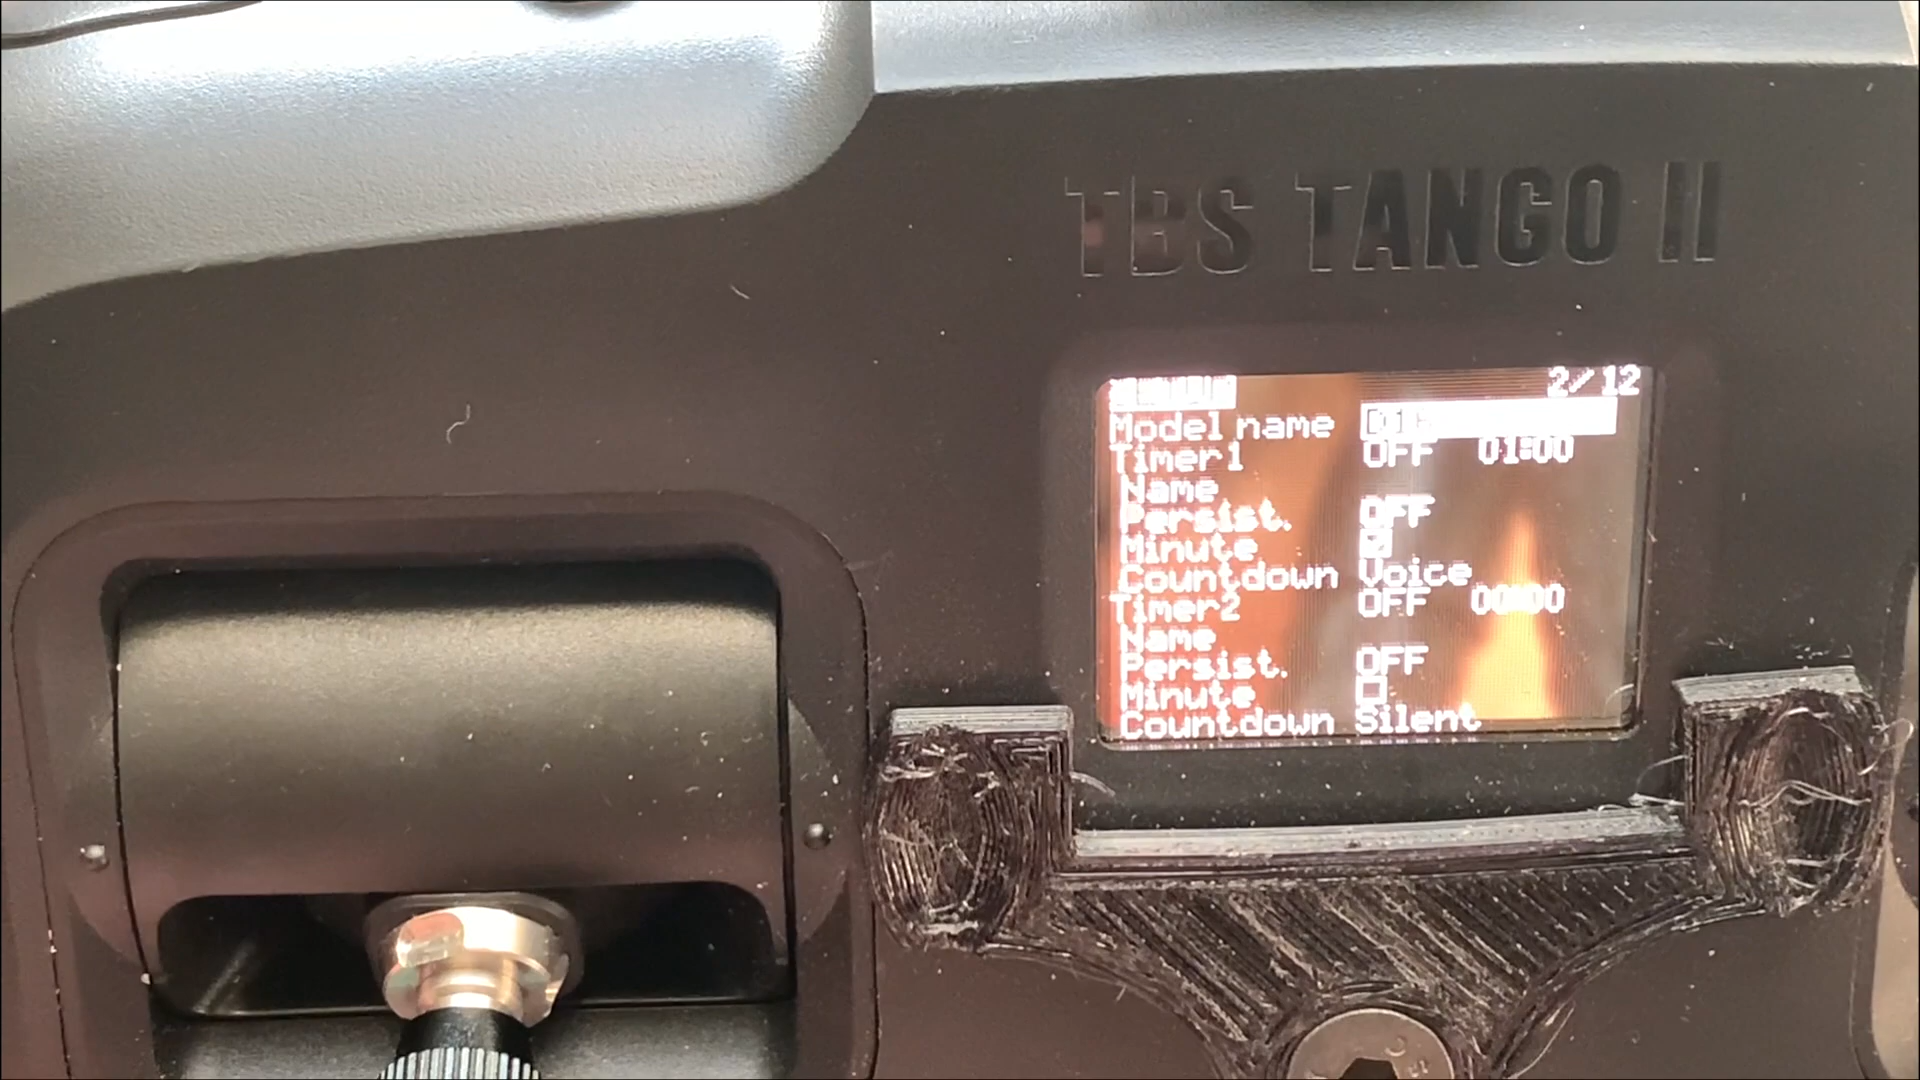 TBS TANGO II
2/12
Model name
Timer1 OFF 01:00
Name
Persist. OFF
Minute
Countdown Voice
Timer2 OFF 00:00
Name
Persist. OFF
Minute
Countdown Silent